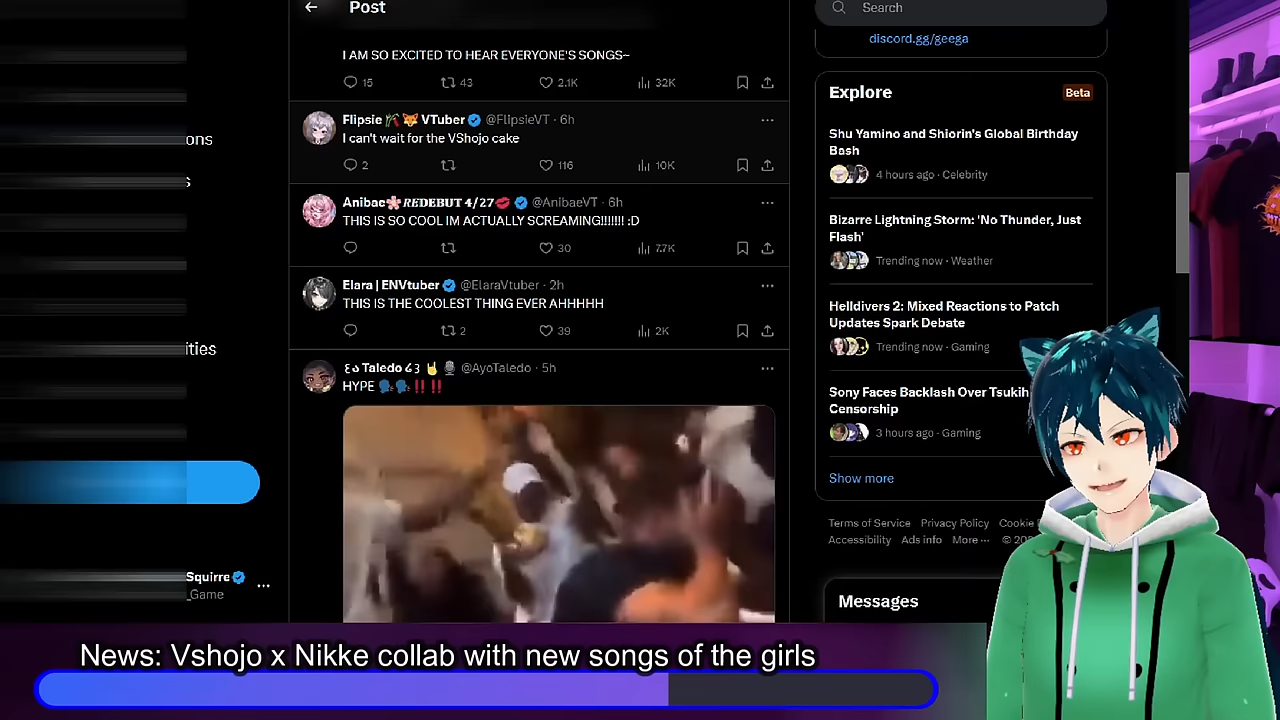 Post
I AM SO EXCITED TO HEAR EVERYONE'S SONGS~
15 43 2.1K 32K
Flipsie VTuber @FlipsieVT · 6h
I can't wait for the VShojo cake
2 116 10K
Anibae REDEBUT 4/27 @AnibaeVT · 6h
THIS IS SO COOL IM ACTUALLY SCREAMING!!!!!!! :D
30 7.7K
Elara | ENVtuber @ElaraVtuber · 2h
THIS IS THE COOLEST THING EVER AHHHHH
2 39 2K
Taledo @AyoTaledo · 5h
HYPE 🗣️🗣️‼️‼️
ons
s
ities
Squirre
_Game
Search
discord.gg/geega
Explore
Beta
Shu Yamino and Shiorin's Global Birthday
Bash
4 hours ago · Celebrity
Bizarre Lightning Storm: 'No Thunder, Just
Flash'
Trending now · Weather
Helldivers 2: Mixed Reactions to Patch
Updates Spark Debate
Trending now · Gaming
Sony Faces Backlash Over Tsukih
Censorship
3 hours ago · Gaming
Show more
Terms of Service Privacy Policy Cookie
Accessibility Ads info More ··· © 20
Messages
News: Vshojo x Nikke collab with new songs of the girls